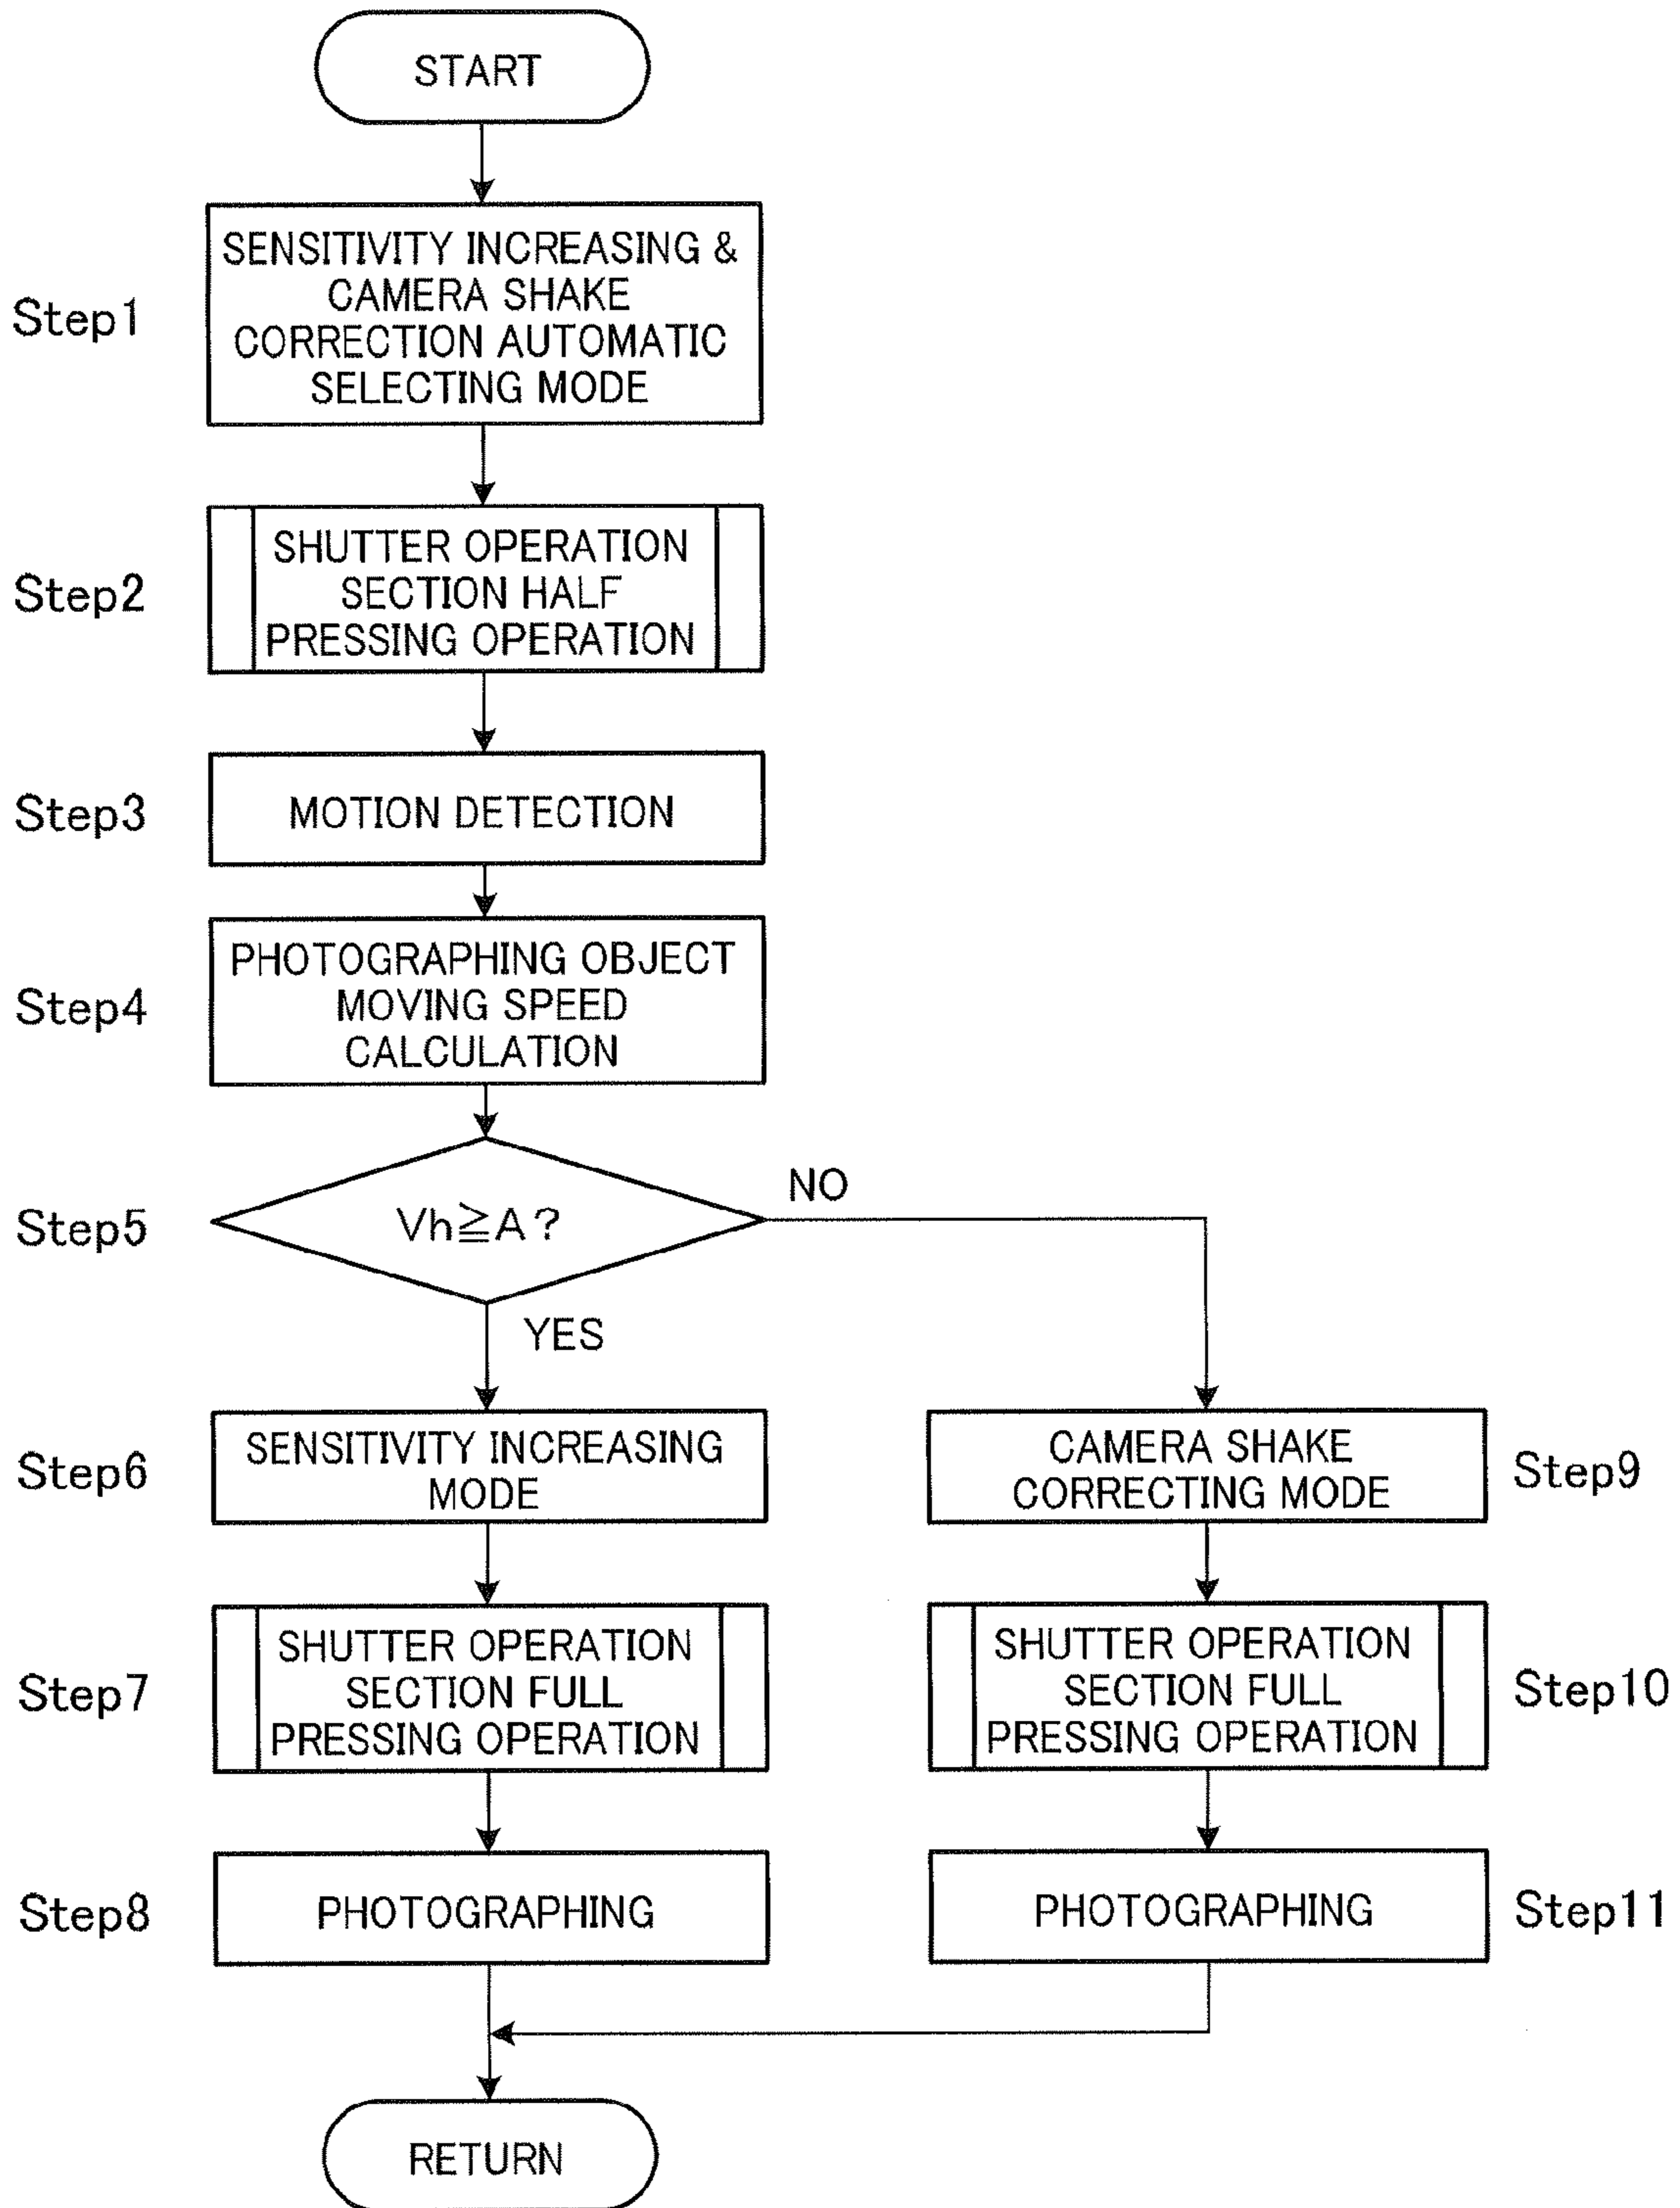 START
Step1
SENSITIVITY INCREASING &
CAMERA SHAKE
CORRECTION AUTOMATIC
SELECTING MODE
Step2
SHUTTER OPERATION
SECTION HALF
PRESSING OPERATION
Step3
MOTION DETECTION
Step4
PHOTOGRAPHING OBJECT
MOVING SPEED
CALCULATION
Step5
Vh≧A?
NO
YES
Step6
SENSITIVITY INCREASING
MODE
CAMERA SHAKE
CORRECTING MODE
Step9
Step7
SHUTTER OPERATION
SECTION FULL
PRESSING OPERATION
SHUTTER OPERATION
SECTION FULL
PRESSING OPERATION
Step10
Step8
PHOTOGRAPHING
PHOTOGRAPHING
Step11
RETURN